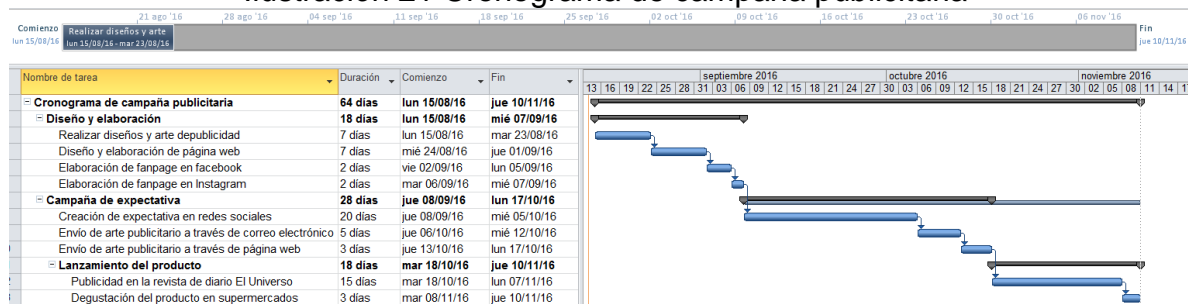 21 ago '16 28 ago '16 04 sep '16 11 sep '16 18 sep '16 25 sep '16 02 oct '16 09 oct '16 16 oct '16 23 oct '16 30 oct '16 06 nov '16
Comienzo
lun 15/08/16
Realizar diseños y arte
lun 15/08/16 - mar 23/08/16
Fin
jue 10/11/16
Nombre de tarea Duración Comienzo Fin
septiembre 2016 octubre 2016 noviembre 2016
13 16 19 22 25 28 31 03 06 09 12 15 18 21 24 27 30 03 06 09 12 15 18 21 24 27 30 02 05 08 11 14 17
Cronograma de campaña publicitaria 64 días lun 15/08/16 jue 10/11/16
Diseño y elaboración 18 días lun 15/08/16 mié 07/09/16
Realizar diseños y arte depublicidad 7 días lun 15/08/16 mar 23/08/16
Diseño y elaboración de página web 7 días mié 24/08/16 jue 01/09/16
Elaboración de fanpage en facebook 2 días vie 02/09/16 lun 05/09/16
Elaboración de fanpage en Instagram 2 días mar 06/09/16 mié 07/09/16
Campaña de expectativa 28 días jue 08/09/16 lun 17/10/16
Creación de expectativa en redes sociales 20 días jue 08/09/16 mié 05/10/16
Envío de arte publicitario a través de correo electrónico 5 días jue 06/10/16 mié 12/10/16
Envío de arte publicitario a través de página web 3 días jue 13/10/16 lun 17/10/16
Lanzamiento del producto 18 días mar 18/10/16 jue 10/11/16
Publicidad en la revista de diario El Universo 15 días mar 18/10/16 lun 07/11/16
Degustación del producto en supermercados 3 días mar 08/11/16 jue 10/11/16